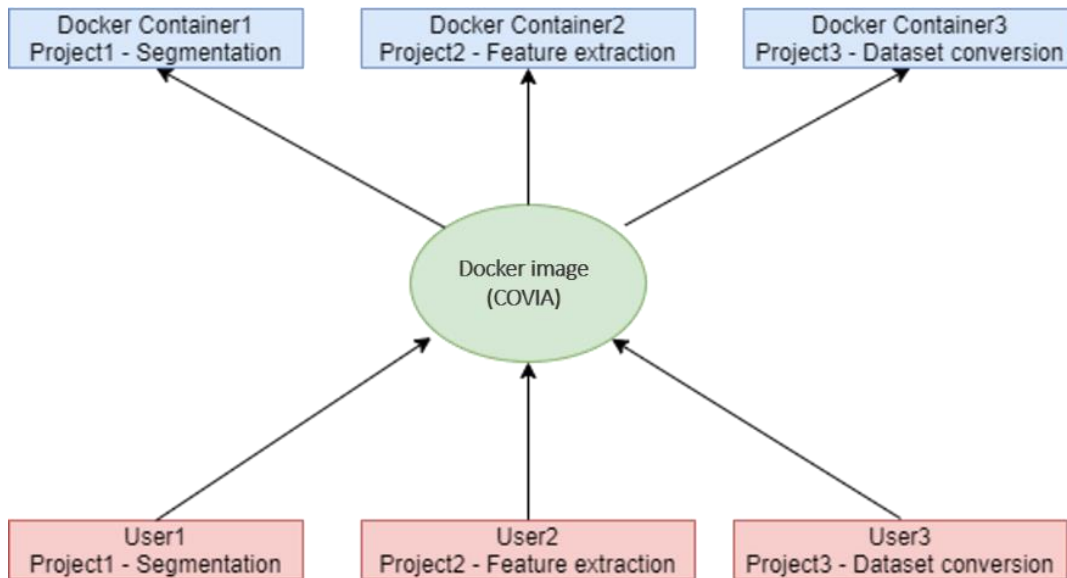 Docker Container1
Project1 - Segmentation
Docker Container2
Project2 - Feature extraction
Docker Container3
Project3 - Dataset conversion
Docker image
(COVIA)
User1
Project1 - Segmentation
User2
Project2 - Feature extraction
User3
Project3 - Dataset conversion